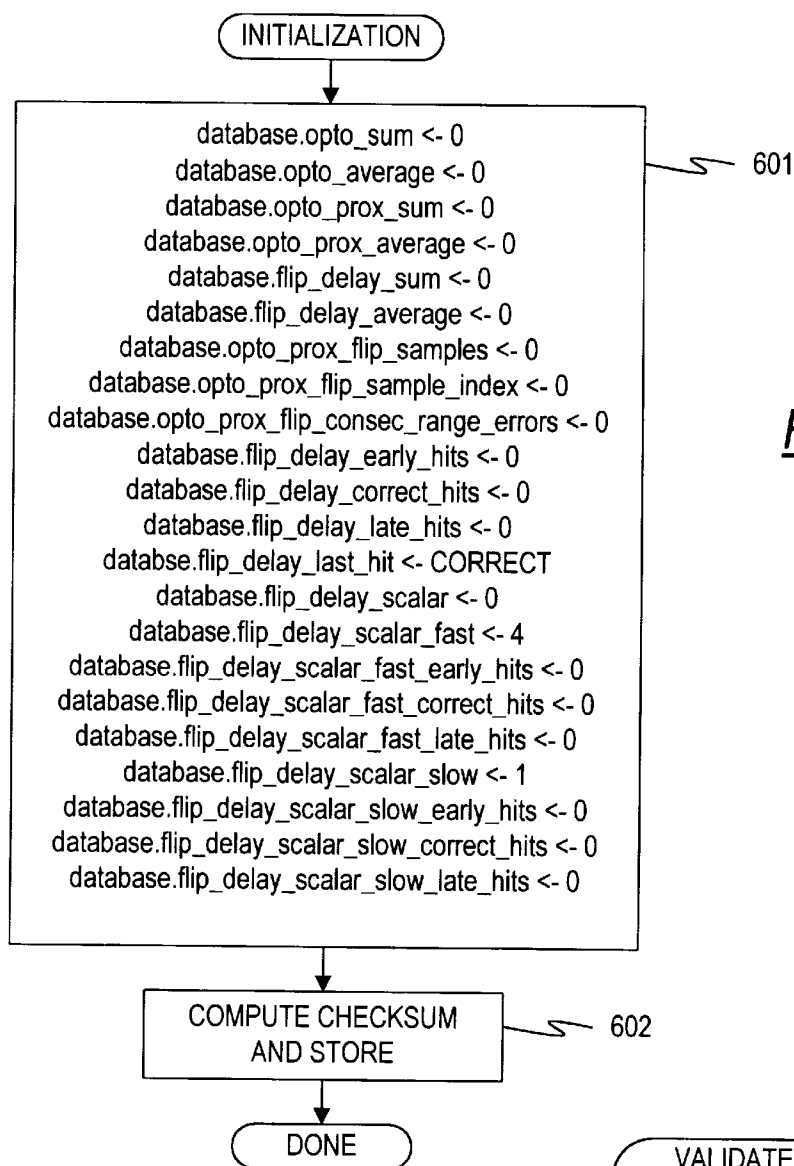 INITIALIZATION
database.opto_sum <- 0
database.opto_average <- 0
database.opto_prox_sum <- 0
database.opto_prox_average <- 0
database.flip_delay_sum <- 0
database.flip_delay_average <- 0
database.opto_prox_flip_samples <- 0
database.opto_prox_flip_sample_index <- 0
database.opto_prox_flip_consec_range_errors <- 0
database.flip_delay_early_hits <- 0
database.flip_delay_correct_hits <- 0
database.flip_delay_late_hits <- 0
databse.flip_delay_last_hit <- CORRECT
database.flip_delay_scalar <- 0
database.flip_delay_scalar_fast <- 4
database.flip_delay_scalar_fast_early_hits <- 0
database.flip_delay_scalar_fast_correct_hits <- 0
database.flip_delay_scalar_fast_late_hits <- 0
database.flip_delay_scalar_slow <- 1
database.flip_delay_scalar_slow_early_hits <- 0
database.flip_delay_scalar_slow_correct_hits <- 0
database.flip_delay_scalar_slow_late_hits <- 0
601
COMPUTE CHECKSUM
AND STORE
602
DONE
VALIDATE